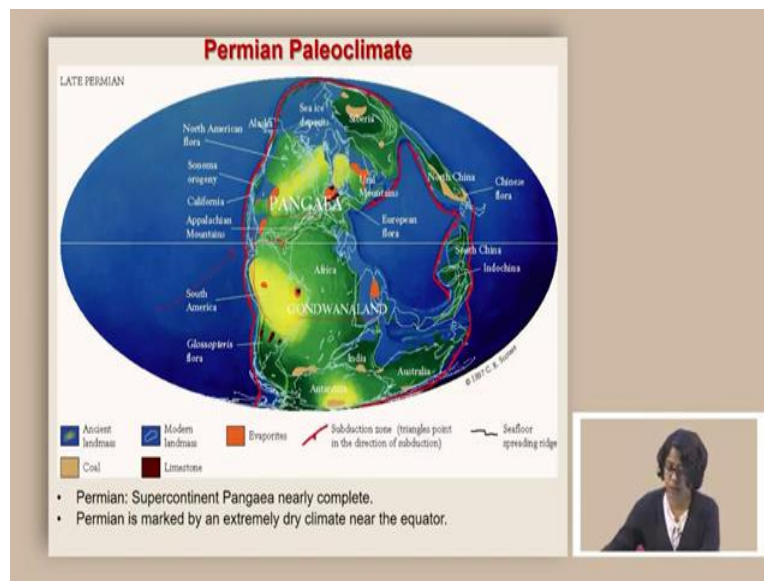 Permian Paleoclimate
LATE PERMIAN
Sea ice
deposits
Siberia
Alaska
North American
flora
Sonoma
orogeny
California
Appalachian
Mountains
PANGAEA
Ural
Mountains
European
flora
North China
Chinese
flora
South China
Indochina
Africa
South
America
GONDWANALAND
Glossopteris
flora
India
Australia
Antarctica
Ancient
landmass
Modern
landmass
Evaporites
Subduction zone (triangles point
in the direction of subduction)
Seafloor
spreading ridge
Coal
Limestone
• Permian: Supercontinent Pangaea nearly complete.
• Permian is marked by an extremely dry climate near the equator.